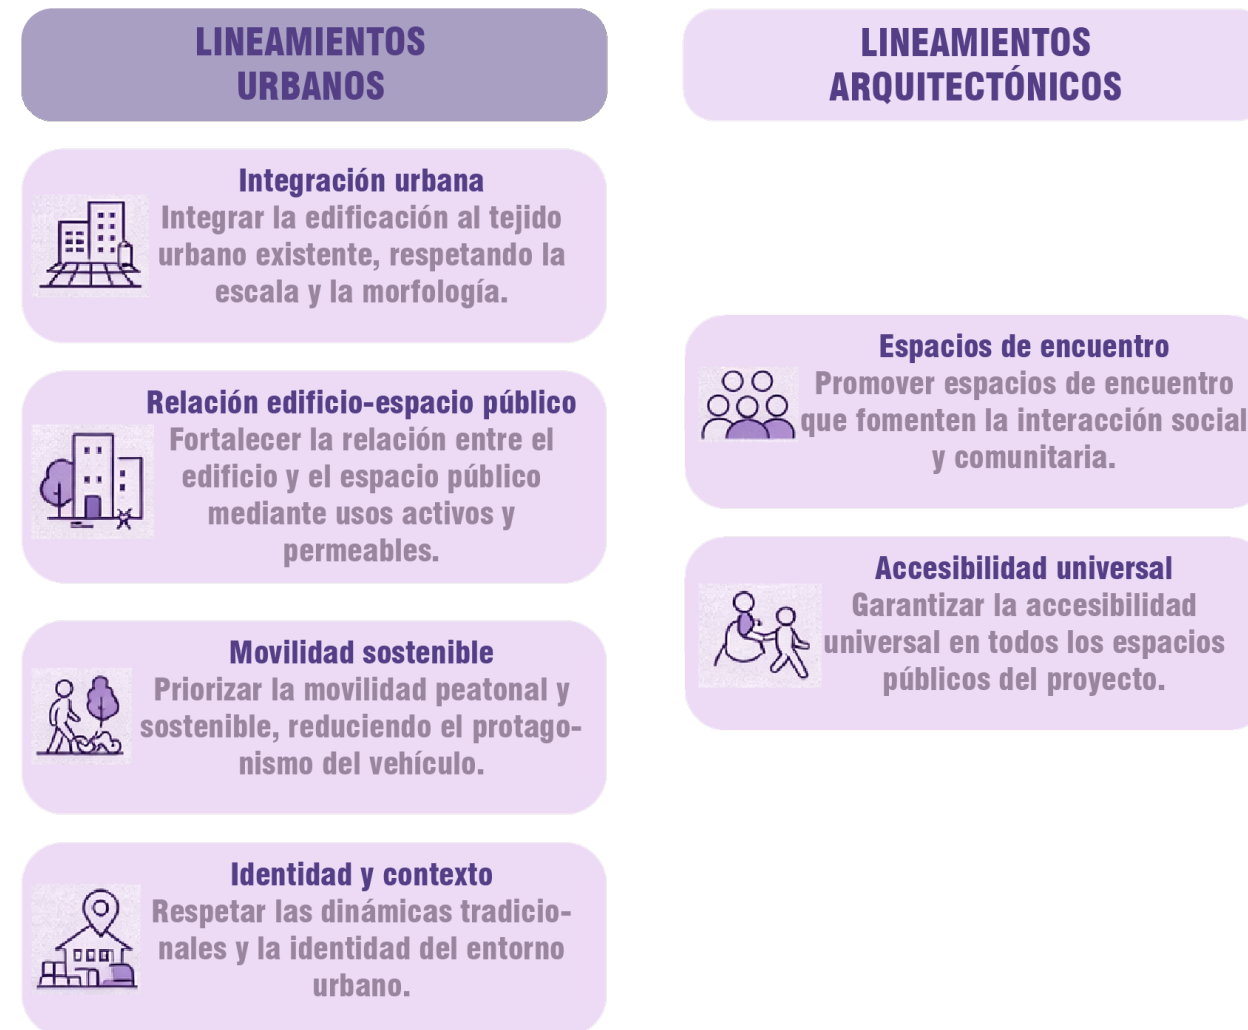 LINEAMIENTOS
URBANOS
Integración urbana
Integrar la edificación al tejido
urbano existente, respetando la
escala y la morfología.
Relación edificio-espacio público
Fortalecer la relación entre el
edificio y el espacio público
mediante usos activos y
permeables.
Movilidad sostenible
Priorizar la movilidad peatonal y
sostenible, reduciendo el protago-
nismo del vehículo.
Identidad y contexto
Respetar las dinámicas tradicio-
nales y la identidad del entorno
urbano.
LINEAMIENTOS
ARQUITECTÓNICOS
Espacios de encuentro
Promover espacios de encuentro
que fomenten la interacción social
y comunitaria.
Accesibilidad universal
Garantizar la accesibilidad
universal en todos los espacios
públicos del proyecto.